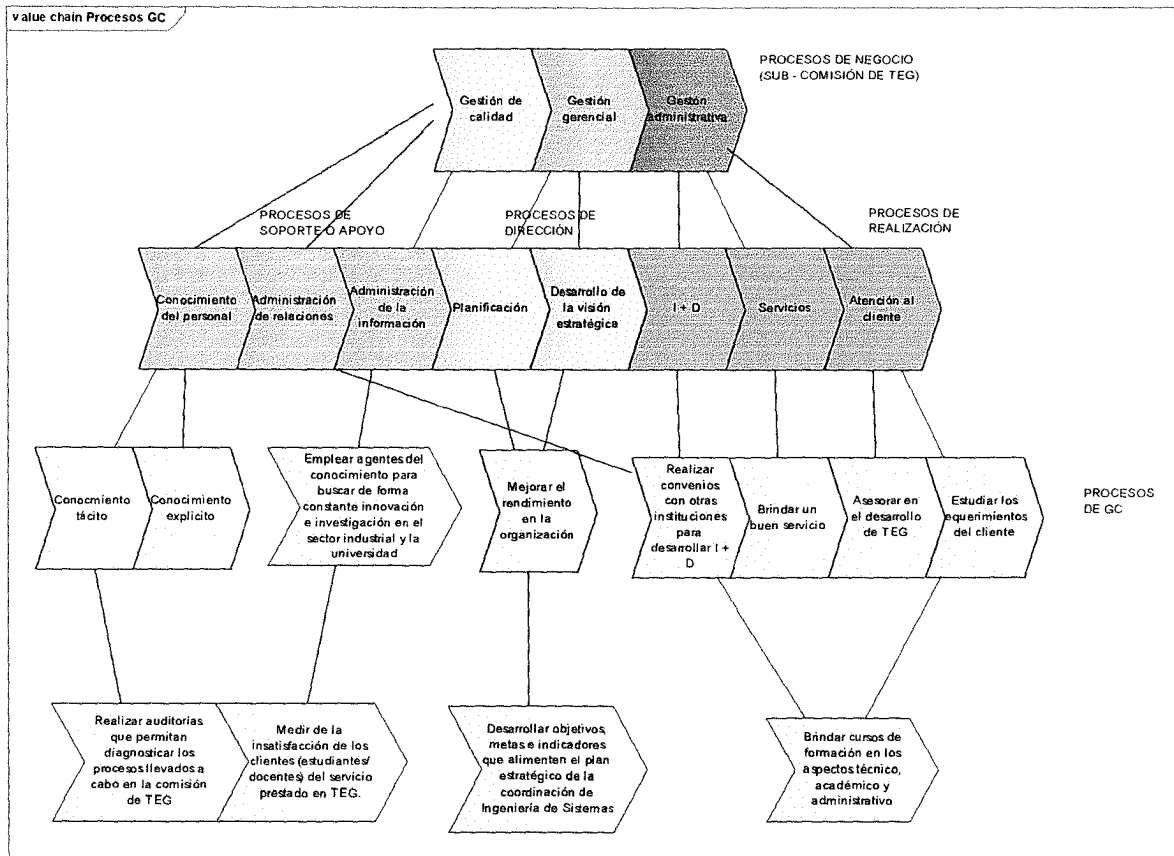 value chain Procesos GC
PROCESOS DE NEGOCIO
(SUB - COMISIÓN DE TEG)
Gestión de
calidad
Gestión
gerencial
Gestón
administrativa
PROCESOS DE
SOPORTE O APOYO
PROCESOS DE
DIRECCIÓN
PROCESOS DE
REALIZACIÓN
Conocimiento
del personal
Administración
de relaciones
Administración
de la
información
Planificación
Desarrollo de
la visión
estratégica
I + D
Servicios
Atención al
cliente
Conocmiento
tácito
Conocimiento
explícito
Emplear agentes del
conocimiento para
buscar de forma
constante innovación
e investigación en el
sector industrial y la
universidad
Mejorar el
rendimiento en la
organización
Realizar
convenios
con otras
instituciones
para
desarrollar I +
D
Brindar un
buen servicio
Asesorar en
el desarrollo
de TEG
Estudiar los
equerimientos
del cliente
PROCESOS
DE GC
Realizar auditorías
que permitan
diagnosticar los
procesos llevados a
cabo en la comisión
de TEG
Medir de la
insatisfacción de los
clientes (estudiantes/
docentes) del servicio
prestado en TEG.
Desarrollar objetivos,
metas e indicadores
que alimenten el plan
estratégico de la
coordinación de
Ingeniería de Sistemas
Brindar cursos de
formación en los
aspectos técnico,
académico y
administrativo